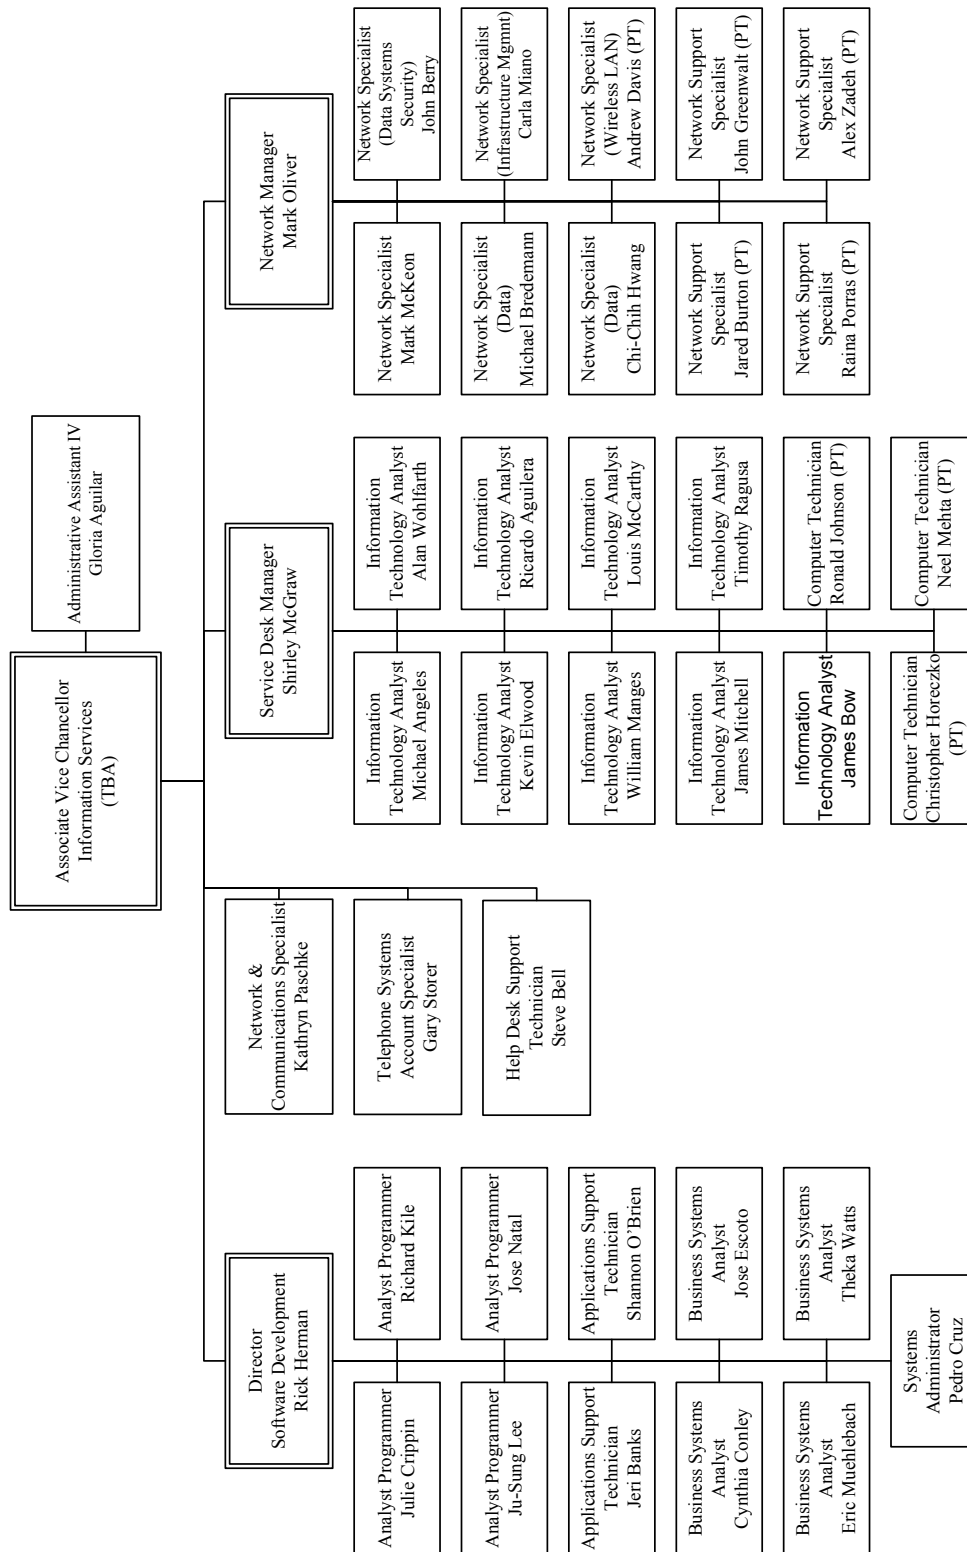 Associate Vice Chancellor
Information Services
(TBA)
Administrative Assistant IV
Gloria Aguilar
Director
Software Development
Rick Herman
Analyst Programmer
Julie Crippin
Analyst Programmer
Richard Kile
Analyst Programmer
Ju-Sung Lee
Analyst Programmer
Jose Natal
Applications Support
Technician
Jeri Banks
Applications Support
Technician
Shannon O’Brien
Business Systems
Analyst
Cynthia Conley
Business Systems
Analyst
Jose Escoto
Business Systems
Analyst
Eric Muehlebach
Business Systems
Analyst
Theka Watts
Systems
Administrator
Pedro Cruz
Network &
Communications Specialist
Kathryn Paschke
Telephone Systems
Account Specialist
Gary Storer
Help Desk Support
Technician
Steve Bell
Service Desk Manager
Shirley McGraw
Information
Technology Analyst
Michael Angeles
Information
Technology Analyst
Alan Wohlfarth
Information
Technology Analyst
Kevin Elwood
Information
Technology Analyst
Ricardo Aguilera
Information
Technology Analyst
William Manges
Information
Technology Analyst
Louis McCarthy
Information
Technology Analyst
James Mitchell
Information
Technology Analyst
Timothy Ragusa
Information
Technology Analyst
James Bow
Computer Technician
Ronald Johnson (PT)
Computer Technician
Christopher Horeczko
(PT)
Computer Technician
Neel Mehta (PT)
Network Manager
Mark Oliver
Network Specialist
Mark McKeon
Network Specialist
(Data Systems
Security)
John Berry
Network Specialist
(Data)
Michael Bredemann
Network Specialist
(Infrastructure Mgmnt)
Carla Miano
Network Specialist
(Data)
Chi-Chih Hwang
Network Specialist
(Wireless LAN)
Andrew Davis (PT)
Network Support
Specialist
Jared Burton (PT)
Network Support
Specialist
John Greenwalt (PT)
Network Support
Specialist
Raina Porras (PT)
Network Support
Specialist
Alex Zadeh (PT)